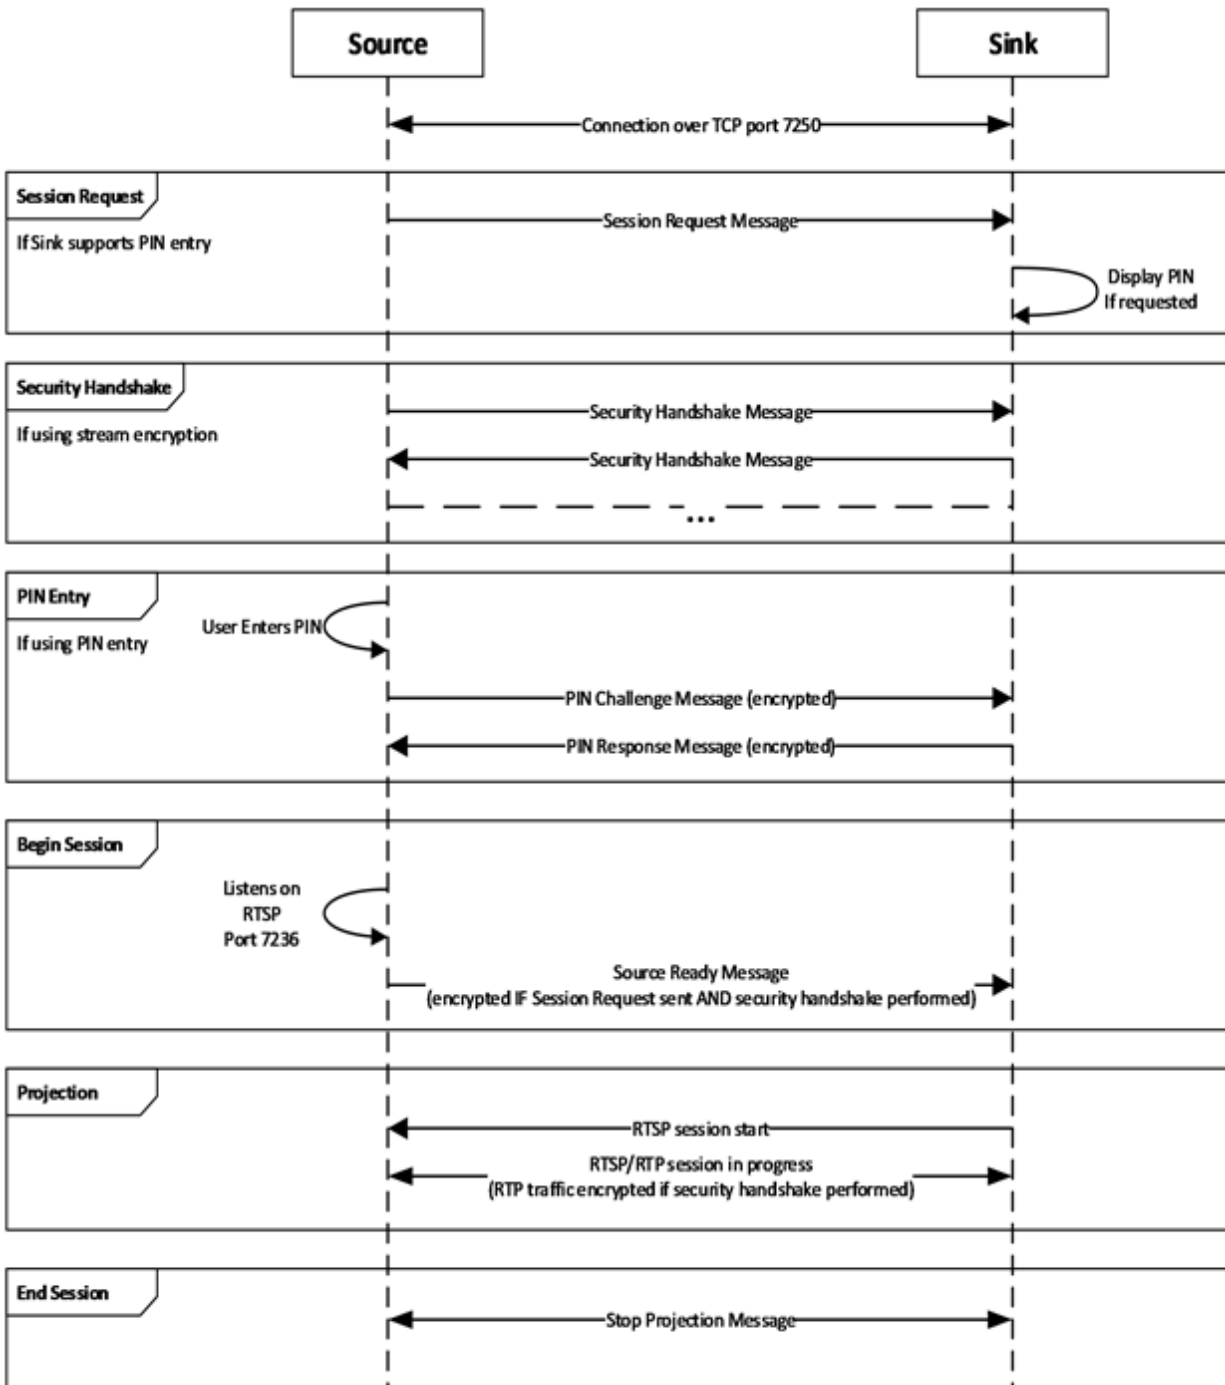 Source
Sink
Connection over TCP port 7250
Session Request
If Sink supports PIN entry
Session Request Message
Display PIN
If requested
Security Handshake
If using stream encryption
Security Handshake Message
Security Handshake Message
...
PIN Entry
If using PIN entry
User Enters PIN
PIN Challenge Message (encrypted)
PIN Response Message (encrypted)
Begin Session
Listens on
RTSP
Port 7236
Source Ready Message
(encrypted IF Session Request sent AND security handshake performed)
Projection
RTSP session start
RTSP/RTP session in progress
(RTP traffic encrypted if security handshake performed)
End Session
Stop Projection Message